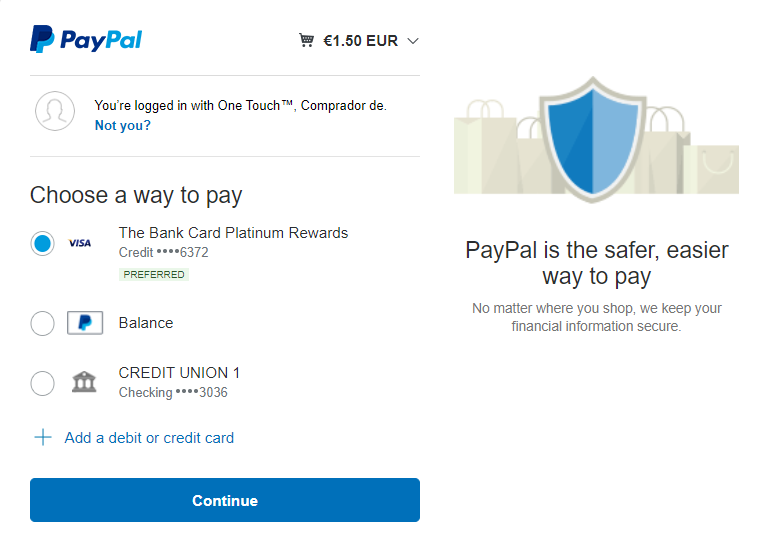 PayPal
€1.50 EUR
You're logged in with One Touch™, Comprador de.
Not you?
Choose a way to pay
VISA
The Bank Card Platinum Rewards
Credit ••••6372
PREFERRED
Balance
CREDIT UNION 1
Checking ••••3036
Add a debit or credit card
Continue
PayPal is the safer, easier
way to pay
No matter where you shop, we keep your
financial information secure.